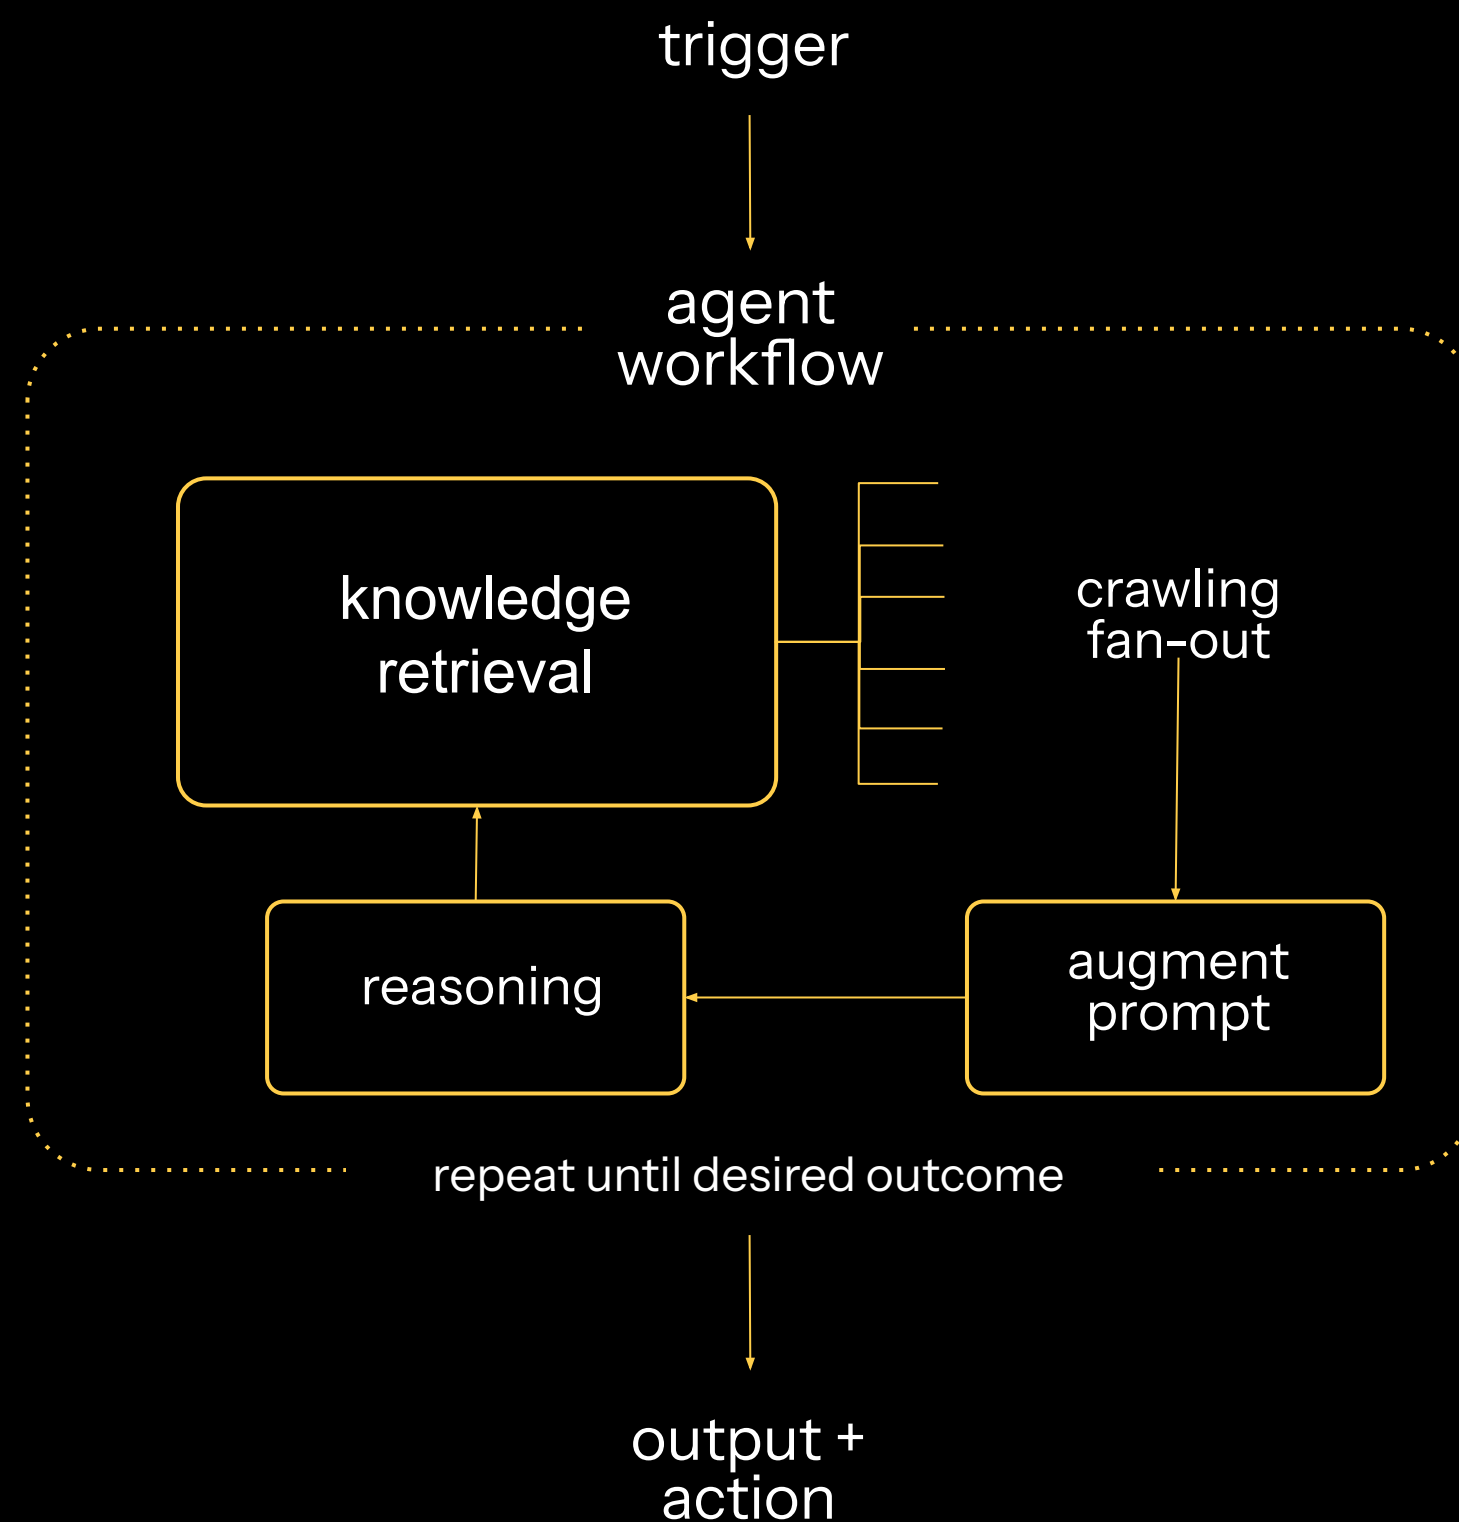 trigger
agent
workflow
knowledge
retrieval
crawling
fan-out
reasoning
augment
prompt
repeat until desired outcome
output +
action